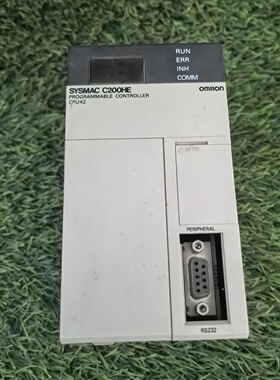 RUN
ERR
INH
COMM
SYSMAC C200HE
PROGRAMMABLE CONTROLLER
CPU42
OMRON
PERIPHERAL
RS232